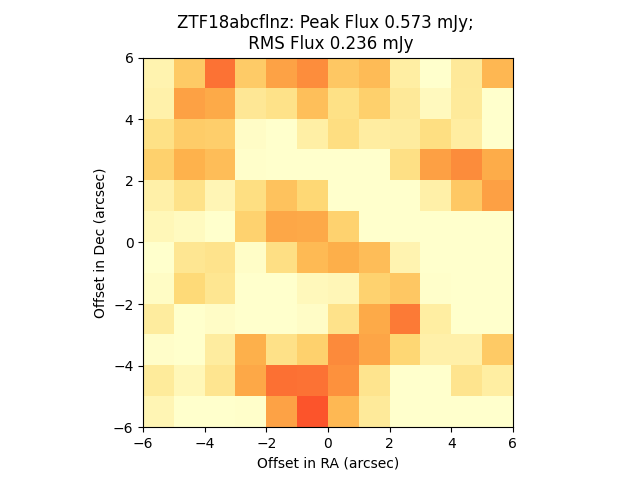 ZTF18abcflnz: Peak Flux 0.573 mJy;
RMS Flux 0.236 mJy
6
4
2
0
−2
−4
−6
Offset in Dec (arcsec)
−6 −4 −2 0 2 4 6
Offset in RA (arcsec)